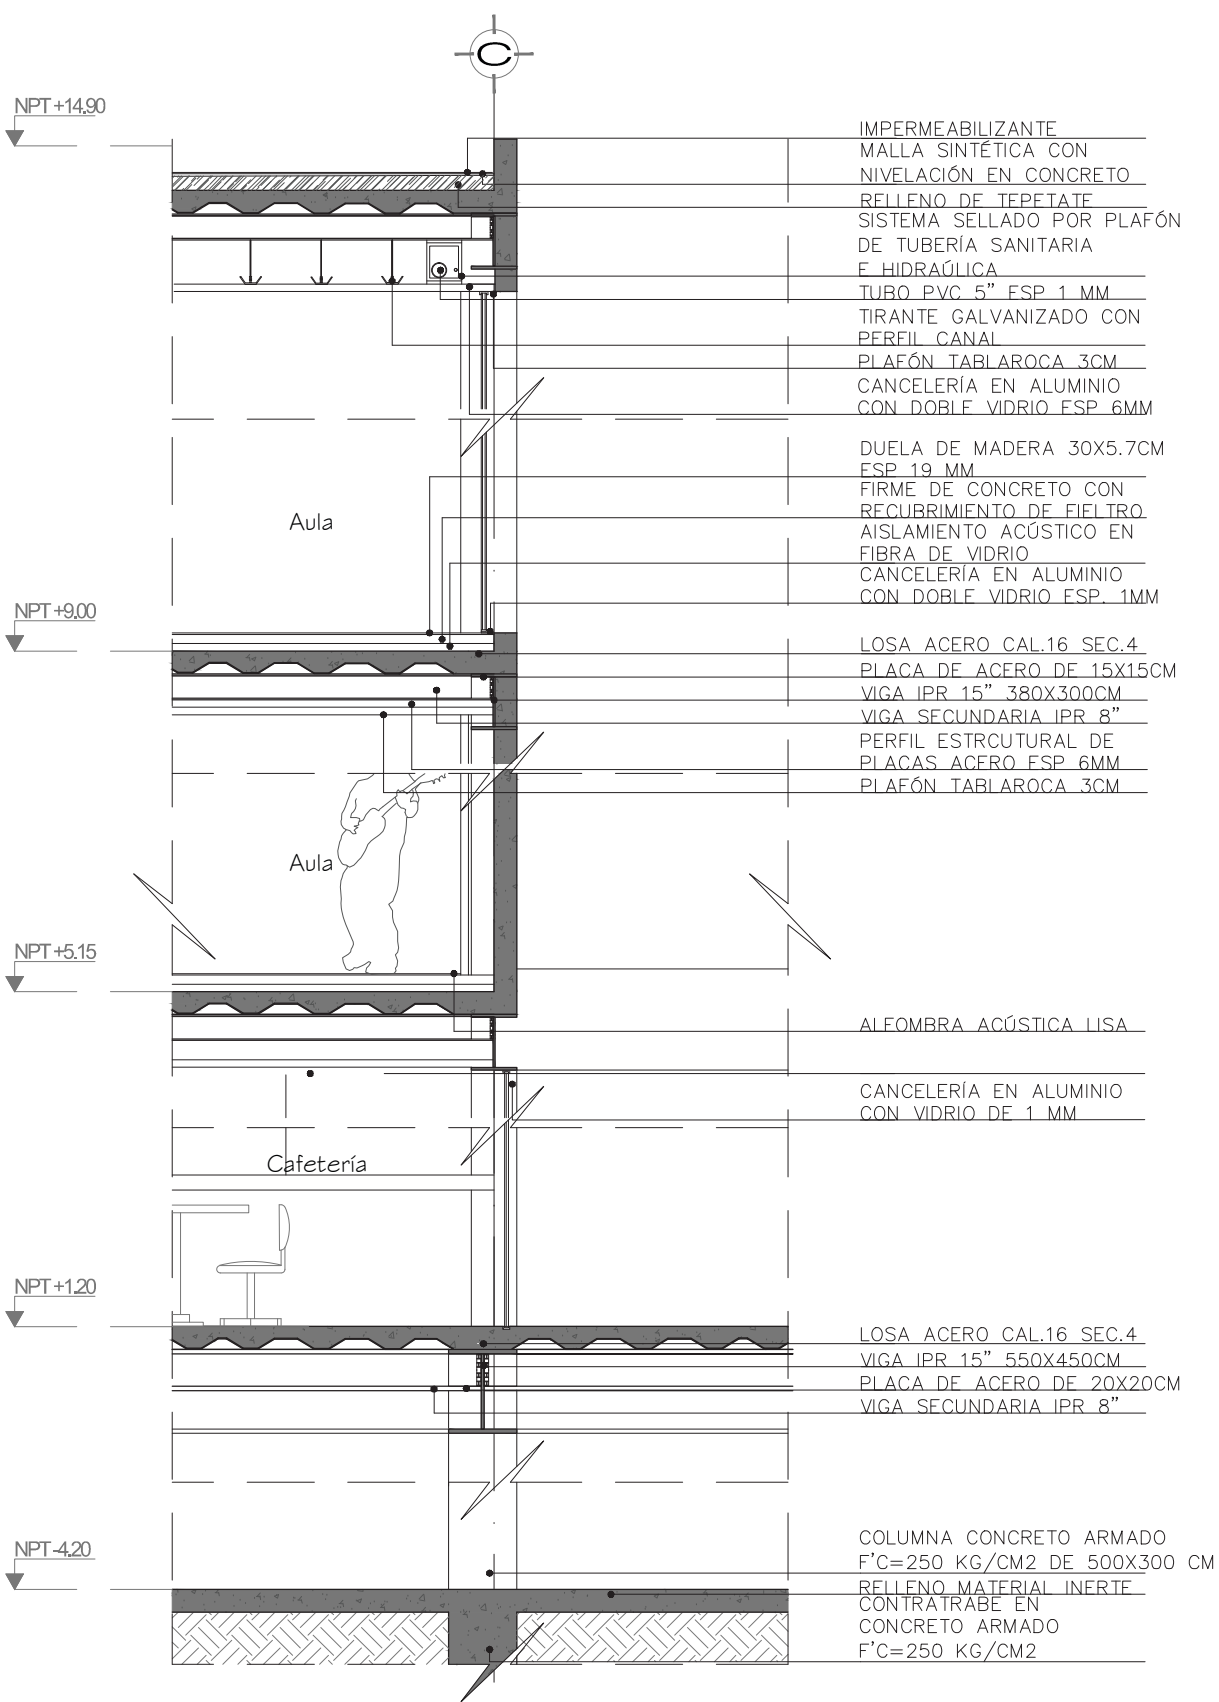 C
NPT +14.90
IMPERMEABILIZANTE
MALLA SINTÉTICA CON
NIVELACIÓN EN CONCRETO
RELLENO DE TEPETATE
SISTEMA SELLADO POR PLAFÓN
DE TUBERÍA SANITARIA
E HIDRAÚLICA
TUBO PVC 5” ESP 1 MM
TIRANTE GALVANIZADO CON
PERFIL CANAL
PLAFÓN TABLAROCA 3CM
CANCELERÍA EN ALUMINIO
CON DOBLE VIDRIO ESP 6MM
DUELA DE MADERA 30X5.7CM
ESP 19 MM
FIRME DE CONCRETO CON
RECUBRIMIENTO DE FIELTRO
AISLAMIENTO ACÚSTICO EN
FIBRA DE VIDRIO
CANCELERÍA EN ALUMINIO
CON DOBLE VIDRIO ESP. 1MM
Aula
NPT +9.00
LOSA ACERO CAL.16 SEC.4
PLACA DE ACERO DE 15X15CM
VIGA IPR 15” 380X300CM
VIGA SECUNDARIA IPR 8”
PERFIL ESTRCUTURAL DE
PLACAS ACERO ESP 6MM
PLAFÓN TABLAROCA 3CM
Aula
NPT +5.15
ALFOMBRA ACÚSTICA LISA
CANCELERÍA EN ALUMINIO
CON VIDRIO DE 1 MM
Cafetería
NPT +1.20
LOSA ACERO CAL.16 SEC.4
VIGA IPR 15” 550X450CM
PLACA DE ACERO DE 20X20CM
VIGA SECUNDARIA IPR 8”
NPT -4.20
COLUMNA CONCRETO ARMADO
F'C=250 KG/CM2 DE 500X300 CM
RELLENO MATERIAL INERTE
CONTRATRABE EN
CONCRETO ARMADO
F'C=250 KG/CM2